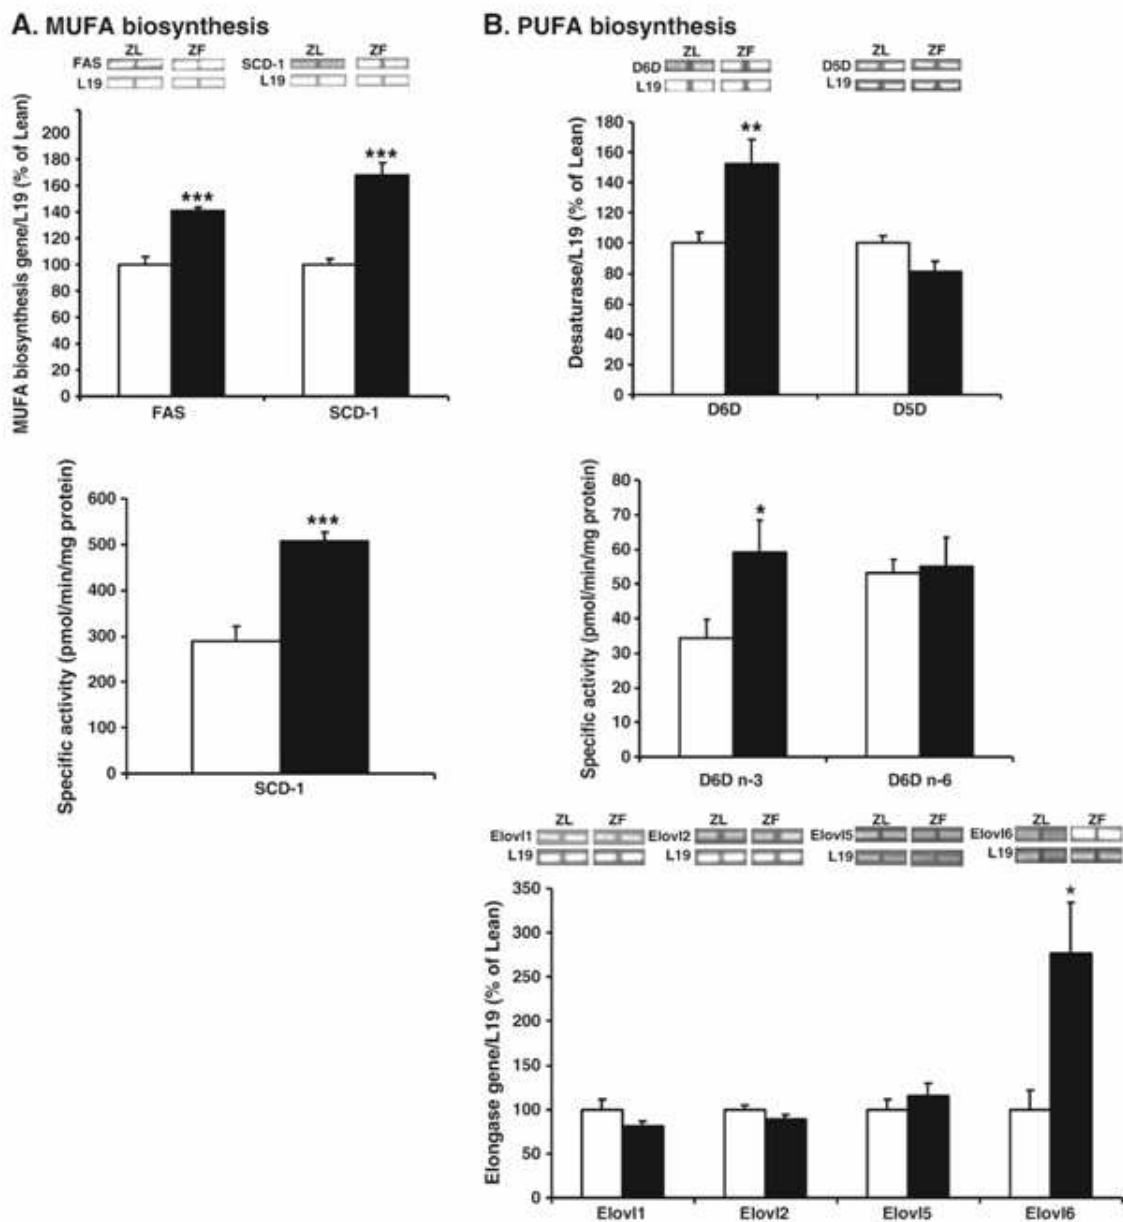 A. MUFA biosynthesis
ZL ZF ZL ZF
FAS SCD-1
L19 L19
MUFA biosynthesis gene/L19 (% of Lean)
200
180
160
140
120
100
80
60
40
20
0
***
***
FAS SCD-1
Specific activity (pmol/min/mg protein)
600
500
400
300
200
100
0
***
SCD-1
B. PUFA biosynthesis
ZL ZF
D6D D5D
L19 L19
Desaturase/L19 (% of Lean)
180
160
140
120
100
80
60
40
20
0
**
D6D D5D
Specific activity (pmol/min/mg protein)
80
70
60
50
40
30
20
10
0
*
D6D n-3 D6D n-6
ZL ZF ZL ZF ZL ZF ZL ZF
Elovl1 Elovl2 Elovl5 Elovl6
L19 L19 L19 L19
Elongase gene/L19 (% of Lean)
350
300
250
200
150
100
50
0
*
Elovl1 Elovl2 Elovl5 Elovl6